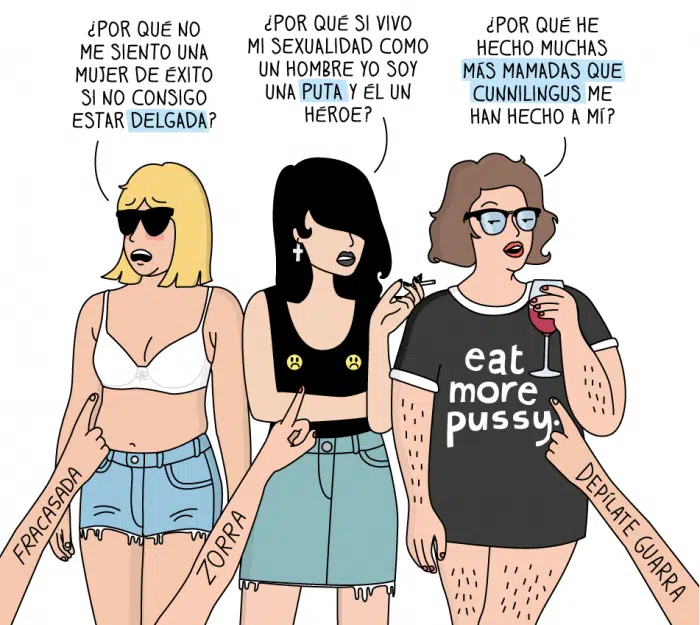 ¿POR QUÉ NO
ME SIENTO UNA
MUJER DE ÉXITO
SI NO CONSIGO
ESTAR DELGADA?
¿POR QUÉ SI VIVO
MI SEXUALIDAD COMO
UN HOMBRE YO SOY
UNA PUTA Y ÉL UN
HÉROE?
¿POR QUÉ HE
HECHO MUCHAS
MÁS MAMADAS QUE
CUNNILINGUS ME
HAN HECHO A MÍ?
eat
more
pussy.
FRACASADA
ZORRA
DEPÍLATE GUARRA